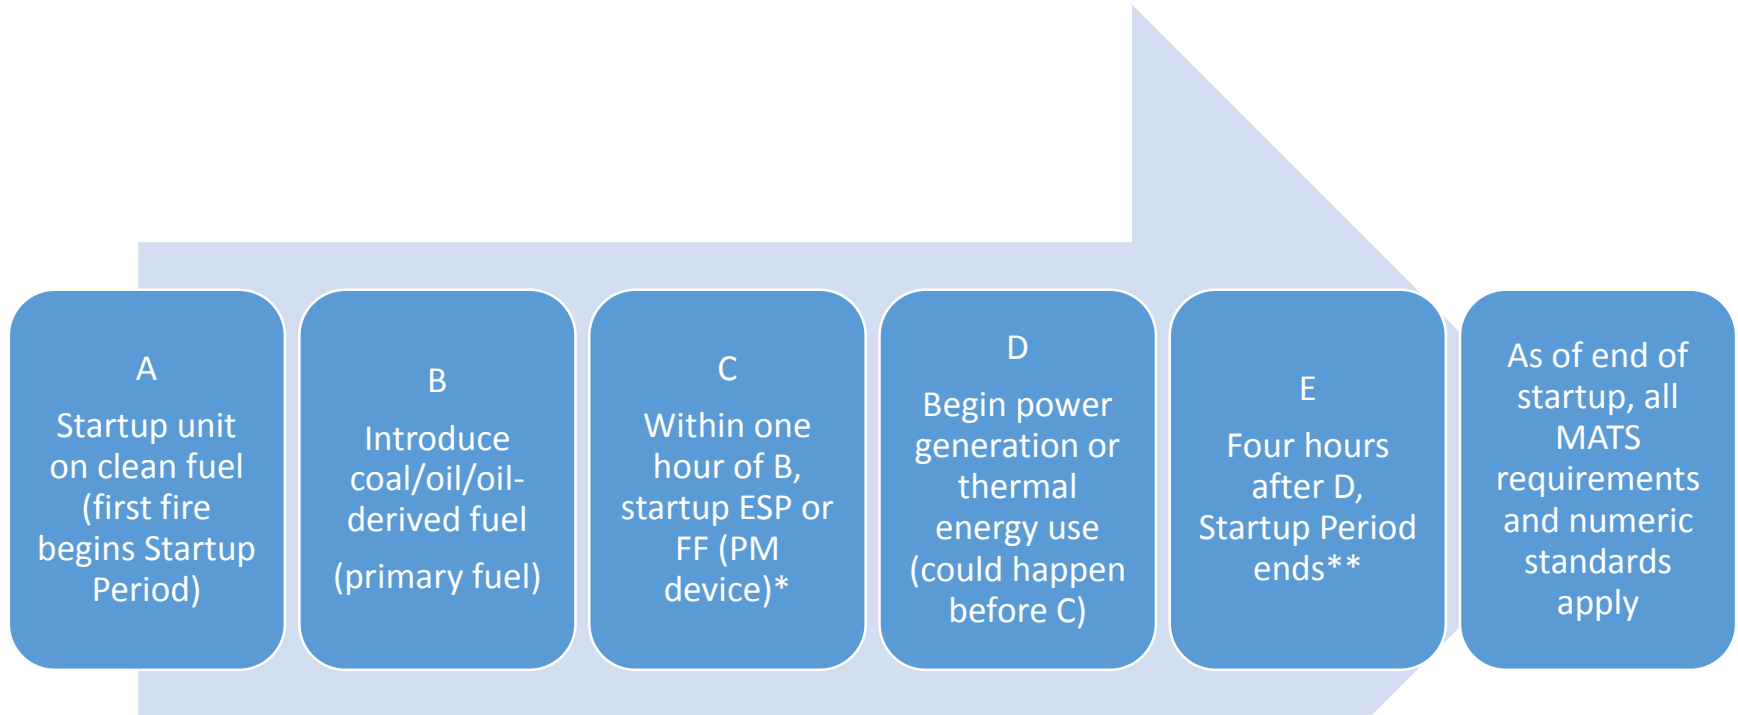 A
Startup unit
on clean fuel
(first fire
begins Startup
Period)
B
Introduce
coal/oil/oil-
derived fuel
(primary fuel)
C
Within one
hour of B,
startup ESP or
FF (PM
device)*
D
Begin power
generation or
thermal
energy use
(could happen
before C)
E
Four hours
after D,
Startup Period
ends**
As of end of
startup, all
MATS
requirements
and numeric
standards
apply